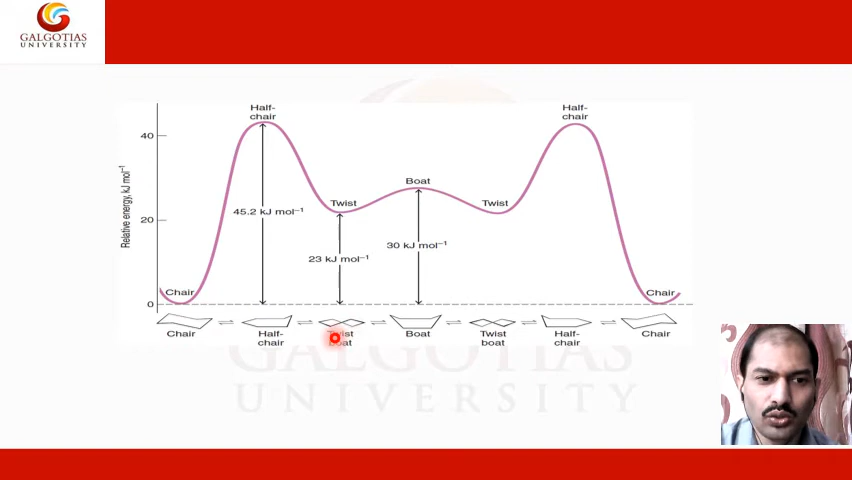 GALGOTIAS
UNIVERSITY
Half-
chair
Half-
chair
40
Relative energy, kJ mol⁻¹
Boat
Twist
Twist
45.2 kJ mol⁻¹
20
30 kJ mol⁻¹
23 kJ mol⁻¹
Chair
Chair
0
Chair
Half-
chair
Twist
boat
Boat
Twist
boat
Half-
chair
Chair
GALGOTIAS
UNIVERSITY